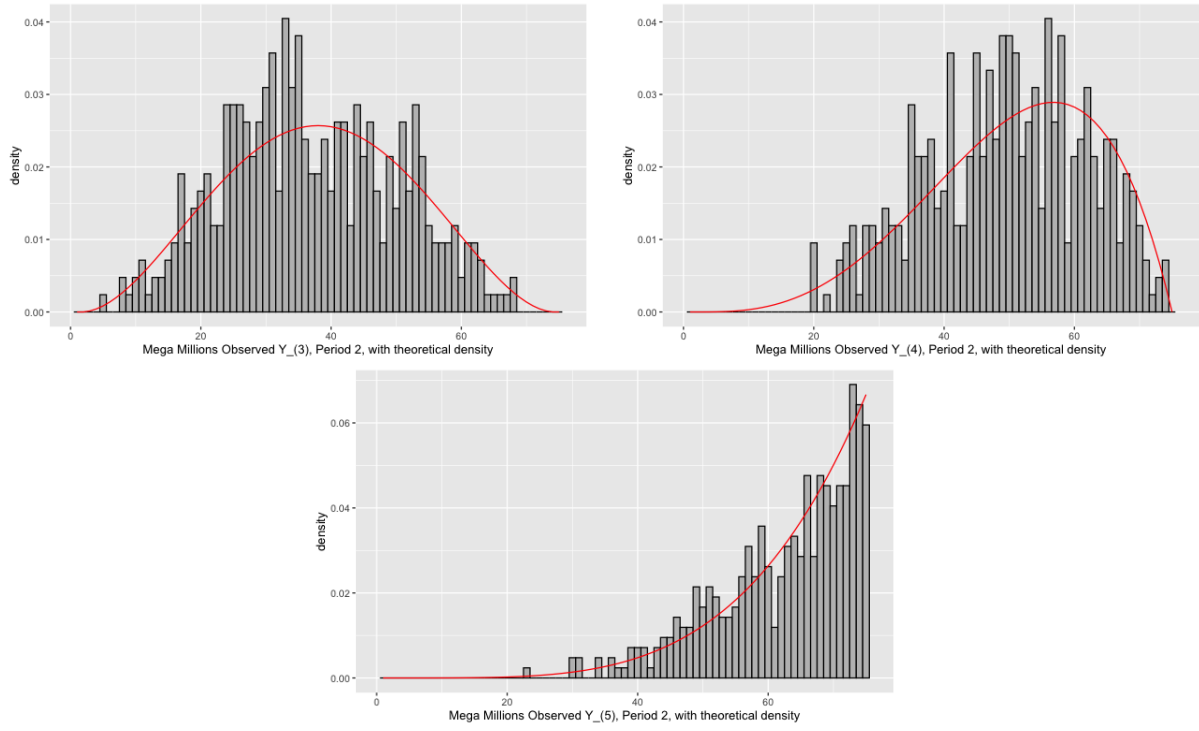 0.04
0.03
0.02
0.01
0.00
density
0 20 40 60
Mega Millions Observed Y_(3), Period 2, with theoretical density
0.04
0.03
0.02
0.01
0.00
density
0 20 40 60
Mega Millions Observed Y_(4), Period 2, with theoretical density
0.06
0.04
0.02
0.00
density
0 20 40 60
Mega Millions Observed Y_(5), Period 2, with theoretical density